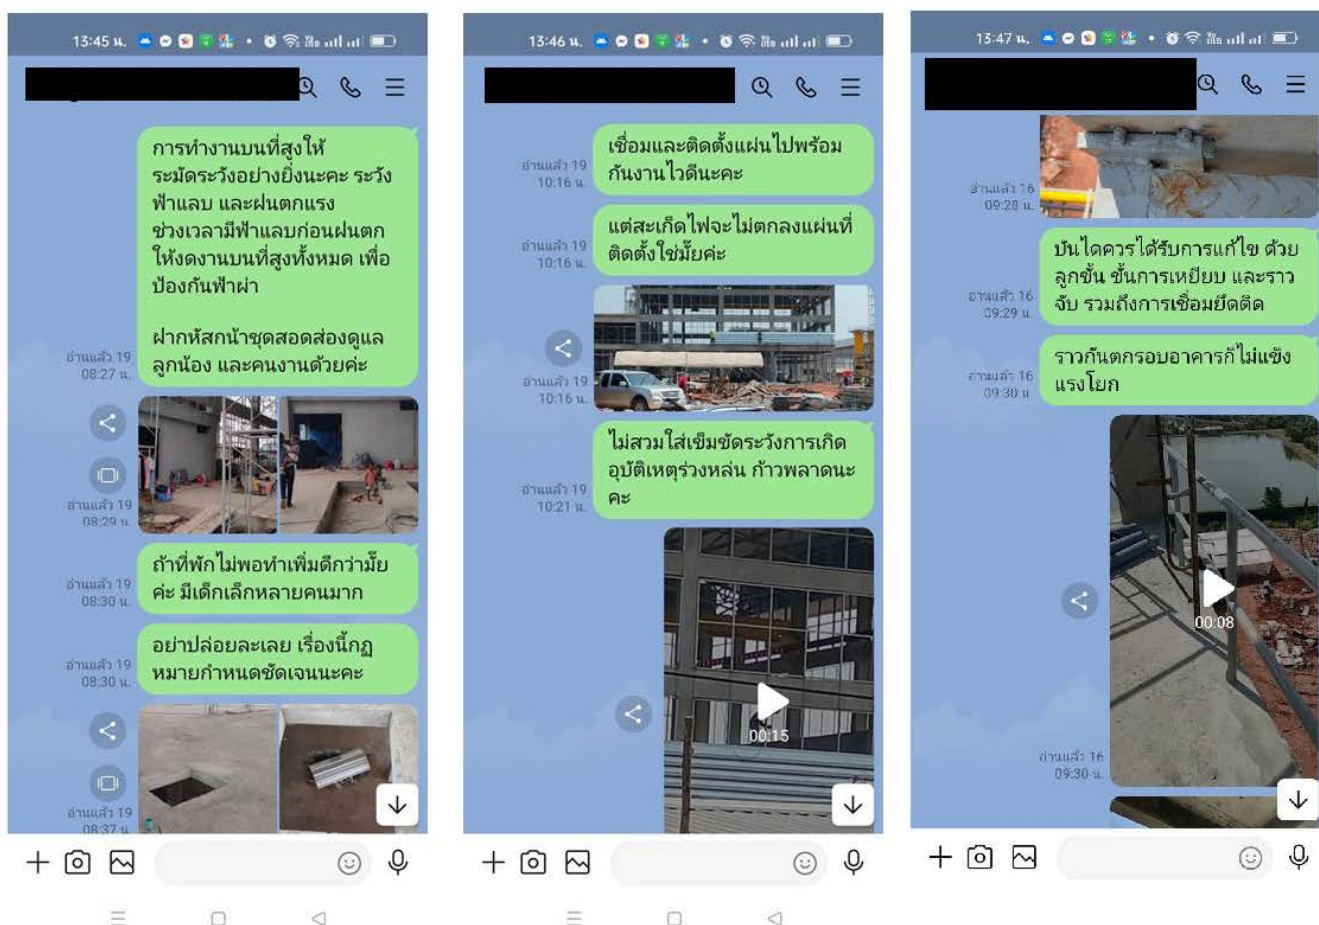 13:45 น.
การทำงานบนที่สูงให้
ระมัดระวังอย่างยิ่งนะคะ ระวัง
ฟ้าแลบ และฝนตกแรง
ช่วงเวลามีฟ้าแลบก่อนฝนตก
ให้งดงานบนที่สูงทั้งหมด เพื่อ
ป้องกันฟ้าผ่า
ฝากหัสกน้าชุดสอดส่องดูแล
ลูกน้อง และคนงานด้วยค่ะ
อ่านแล้ว 19
08:27 น.
อ่านแล้ว 19
08:29 น.
ถ้าที่พักไม่พอทำเพิ่มดีกว่ามั๊ย
ค่ะ มีเด็กเล็กหลายคนมาก
อ่านแล้ว 19
08:30 น.
อย่าปล่อยละเลย เรื่องนี้กฏ
หมายกำหนดชัดเจนนะคะ
อ่านแล้ว 19
08:30 น.
อ่านแล้ว 19
08:37 น.
13:46 น.
เชื่อมและติดตั้งแผ่นไปพร้อม
กันงานไวดีนะคะ
อ่านแล้ว 19
10:16 น.
แต่สะเก็ดไฟจะไม่ตกลงแผ่นที่
ติดตั้งใช่มั๊ยค่ะ
อ่านแล้ว 19
10:16 น.
อ่านแล้ว 19
10:16 น.
ไม่สวมใส่เข็มขัดระวังการเกิด
อุบัติเหตุร่วงหล่น ก้าวพลาดนะ
คะ
อ่านแล้ว 19
10:21 น.
00:15
13:47 น.
อ่านแล้ว 16
09:28 น.
บันไดควรได้รับการแก้ไข ด้วย
ลูกขั้น ขั้นการเหยียบ และราว
จับ รวมถึงการเชื่อมยึดติด
อ่านแล้ว 16
09:29 น.
ราวกันตกรอบอาคารก็ไม่แข็ง
แรงโยก
อ่านแล้ว 16
09:30 น.
00:08
อ่านแล้ว 16
09:30 น.